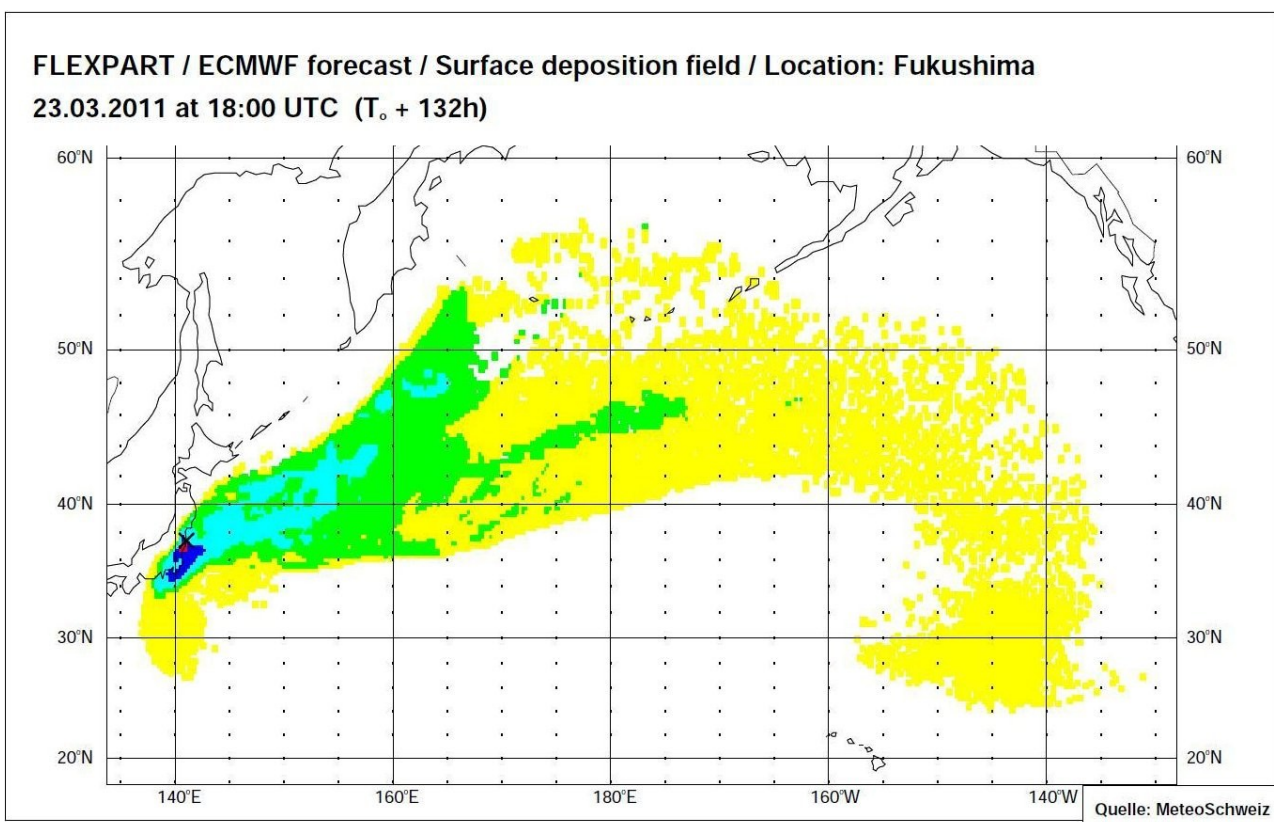 FLEXPART / ECMWF forecast / Surface deposition field / Location: Fukushima
23.03.2011 at 18:00 UTC (Tₒ + 132h)
60°N 60°N
50°N 50°N
40°N 40°N
30°N 30°N
20°N 20°N
140°E 160°E 180°E 160°W 140°W
Quelle: MeteoSchweiz